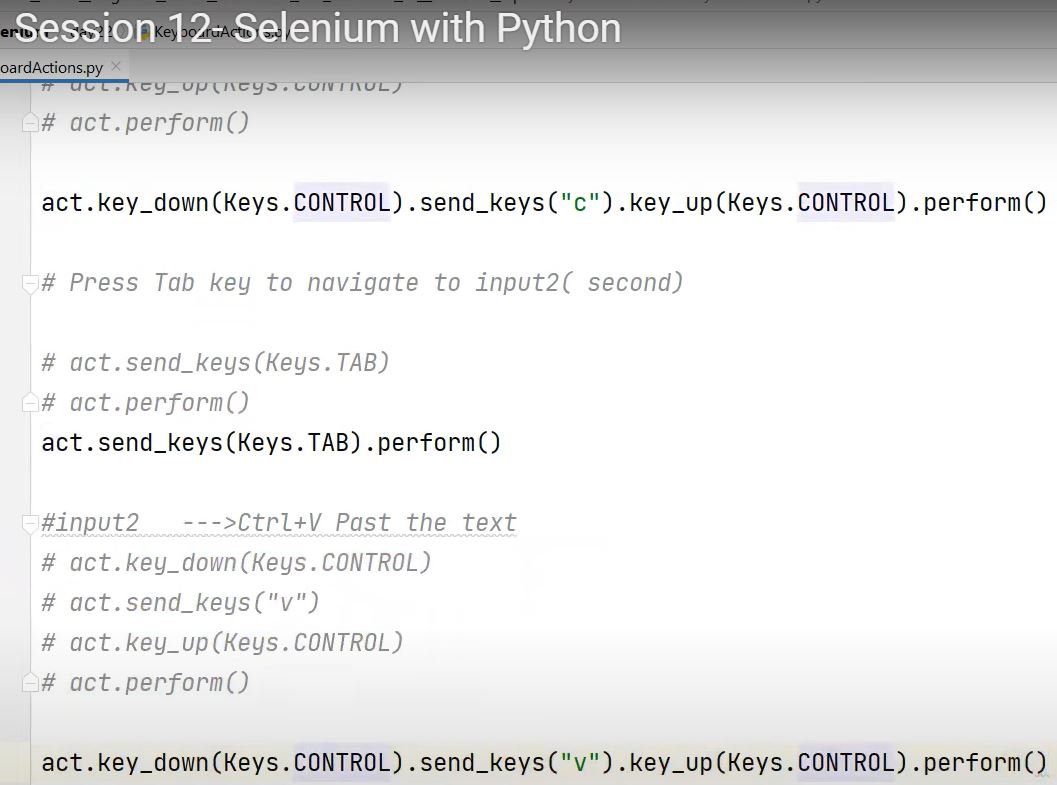 Session 12- Selenium with Python
KeyboardActions.py
oardActions.py
# act.key_up(Keys.CONTROL)
# act.perform()
act.key_down(Keys.CONTROL).send_keys("c").key_up(Keys.CONTROL).perform()
# Press Tab key to navigate to input2( second)
# act.send_keys(Keys.TAB)
# act.perform()
act.send_keys(Keys.TAB).perform()
#input2   --->Ctrl+V Past the text
# act.key_down(Keys.CONTROL)
# act.send_keys("v")
# act.key_up(Keys.CONTROL)
# act.perform()
act.key_down(Keys.CONTROL).send_keys("v").key_up(Keys.CONTROL).perform()